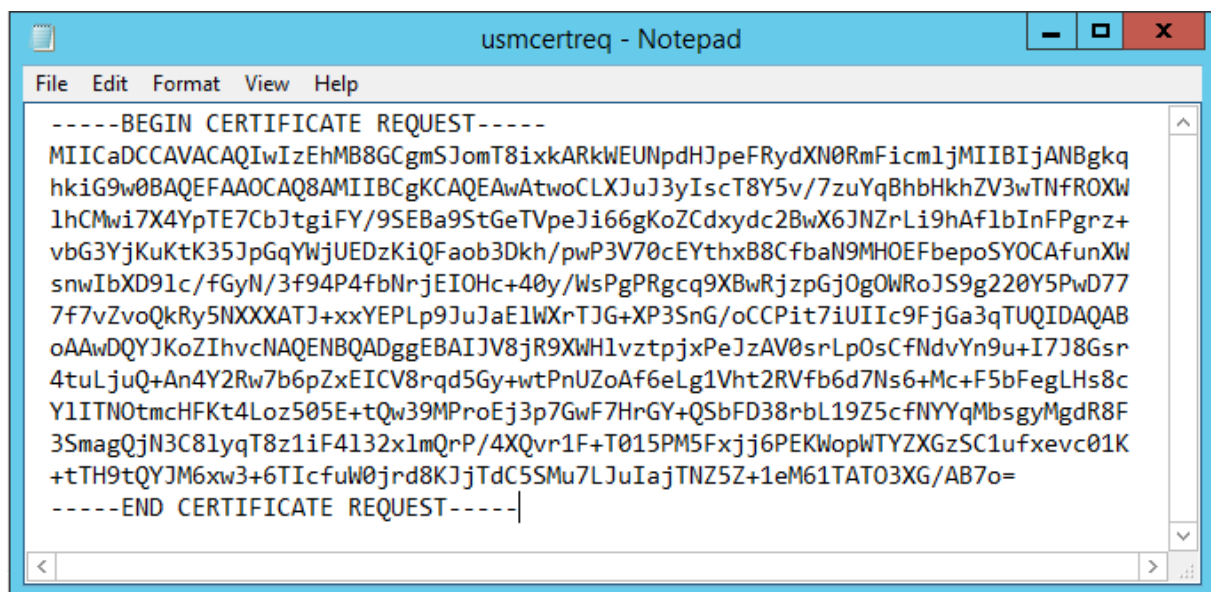 usmcertreq - Notepad
File Edit Format View Help
-----BEGIN CERTIFICATE REQUEST-----
MIICaDCCAVACAQIwIzEhMB8GCgmSJomT8ixkARkWEUNpdHJpeFRydXN0RmFicmljMIIBIjANBgkq
hkiG9w0BAQEFAAOCAQ8AMIIBCgKCAQEAwAtwoCLXJuJ3yIscT8Y5v/7zuYqBhbHkhZV3wTNfROXW
lhCMwi7X4YpTE7CbJtgiFY/9SEBa9StGeTVpeJi66gKoZCdxydc2BwX6JNZrLi9hAflbInFPgrz+
vbG3YjKuKtK35JpGqYWjUEDzKiQFaob3Dkh/pwP3V70cEYthxB8CfbaN9MHOEFbepoSYOCAfunXW
snwIbXD9lc/fGyN/3f94P4fbNrjEIOHc+40y/WsPgPRgcq9XBwRjzpGjOgOWRoJS9g220Y5PwD77
7f7vZvoQkRy5NXXXATJ+xxYEPLp9JuJaElWXrTJG+XP3SnG/oCCPit7iUIIc9FjGa3qTUQIDAQAB
oAAwDQYJKoZIhvcNAQENBQADggEBAIJV8jR9XWHlvztpjxPeJzAV0srLpOsCfNdvYn9u+I7J8Gsr
4tuLjuQ+An4Y2Rw7b6pZxEICV8rqd5Gy+wtPnUZoAf6eLg1Vht2RVfb6d7Ns6+Mc+F5bFegLHs8c
YlITNOtmcHFKt4Loz505E+tQw39MProEj3p7GwF7HrGY+QSbFD38rbL19Z5cfNYYqMbsgyMgdR8F
3SmagQjN3C8lyqT8z1iF4l32xlmQrP/4XQvr1F+T015PM5Fxjj6PEKWopWTYZXGzSC1ufxevc01K
+tTH9tQYJM6xw3+6TIcfuW0jrd8KJjTdC5SMu7LJuIajTNZ5Z+1eM61TATO3XG/AB7o=
-----END CERTIFICATE REQUEST-----